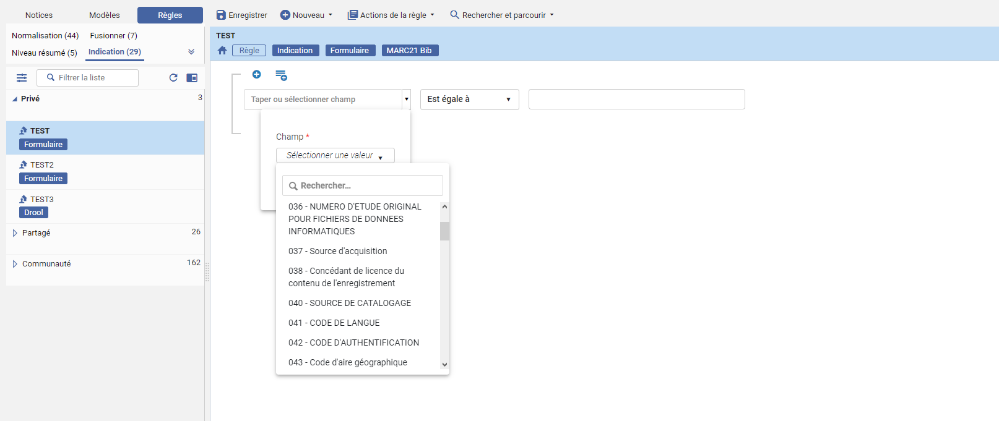 Notices Modèles Règles
Enregistrer Nouveau Actions de la règle Rechercher et parcourir
Normalisation (44) Fusionner (7)
Niveau résumé (5) Indication (29)
Filtrer la liste
Privé 3
TEST
Formulaire
TEST2
Formulaire
TEST3
Drool
Partagé 26
Communauté 162
TEST
Règle Indication Formulaire MARC21 Bib
Taper ou sélectionner champ Est égale à
Champ *
Sélectionner une valeur
Rechercher...
036 - NUMERO D'ETUDE ORIGINAL
POUR FICHIERS DE DONNEES
INFORMATIQUES
037 - Source d'acquisition
038 - Concédant de licence du
contenu de l'enregistrement
040 - SOURCE DE CATALOGAGE
041 - CODE DE LANGUE
042 - CODE D'AUTHENTIFICATION
043 - Code d'aire géographique